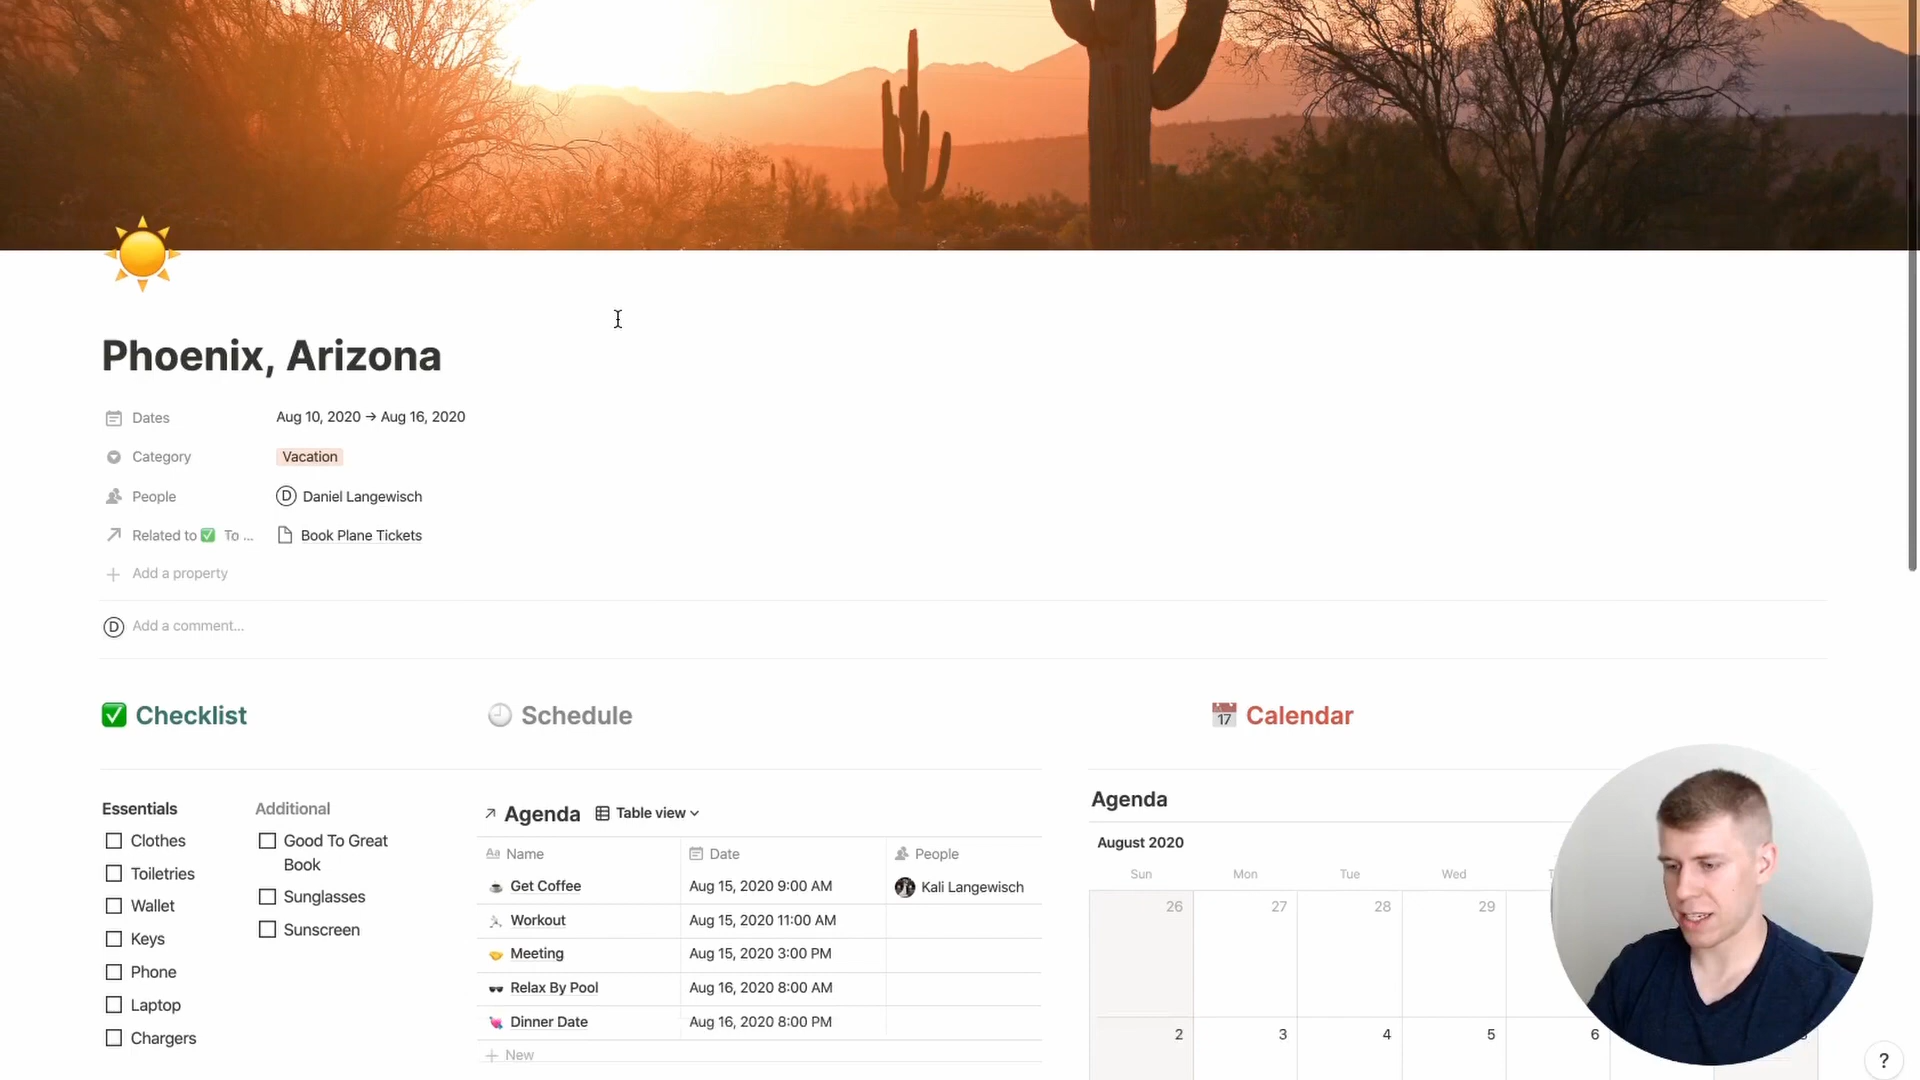 Phoenix, Arizona
Dates Aug 10, 2020 → Aug 16, 2020
Category Vacation
People D Daniel Langewisch
Related to ✅ To ... Book Plane Tickets
Add a property
D Add a comment...
Checklist
Essentials
Clothes
Toiletries
Wallet
Keys
Phone
Laptop
Chargers
Additional
Good To Great
Book
Sunglasses
Sunscreen
Schedule
Agenda Table view
Aa Name Date People
Get Coffee Aug 15, 2020 9:00 AM Kali Langewisch
Workout Aug 15, 2020 11:00 AM
Meeting Aug 15, 2020 3:00 PM
Relax By Pool Aug 16, 2020 8:00 AM
Dinner Date Aug 16, 2020 8:00 PM
New
17 Calendar
Agenda
August 2020
Sun Mon Tue Wed
26 27 28 29
2 3 4 5 6
?